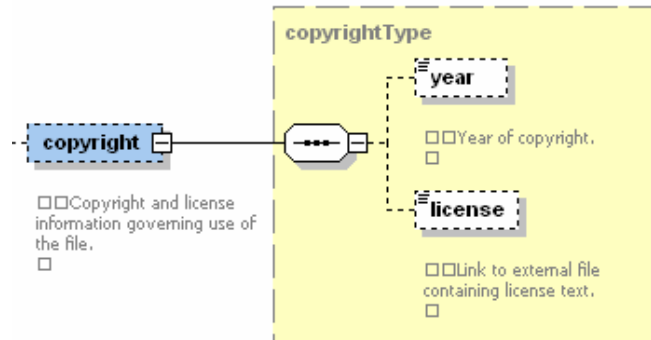 copyrightType
year
Year of copyright.
copyright
Copyright and license
information governing use of
the file.
license
Link to external file
containing license text.